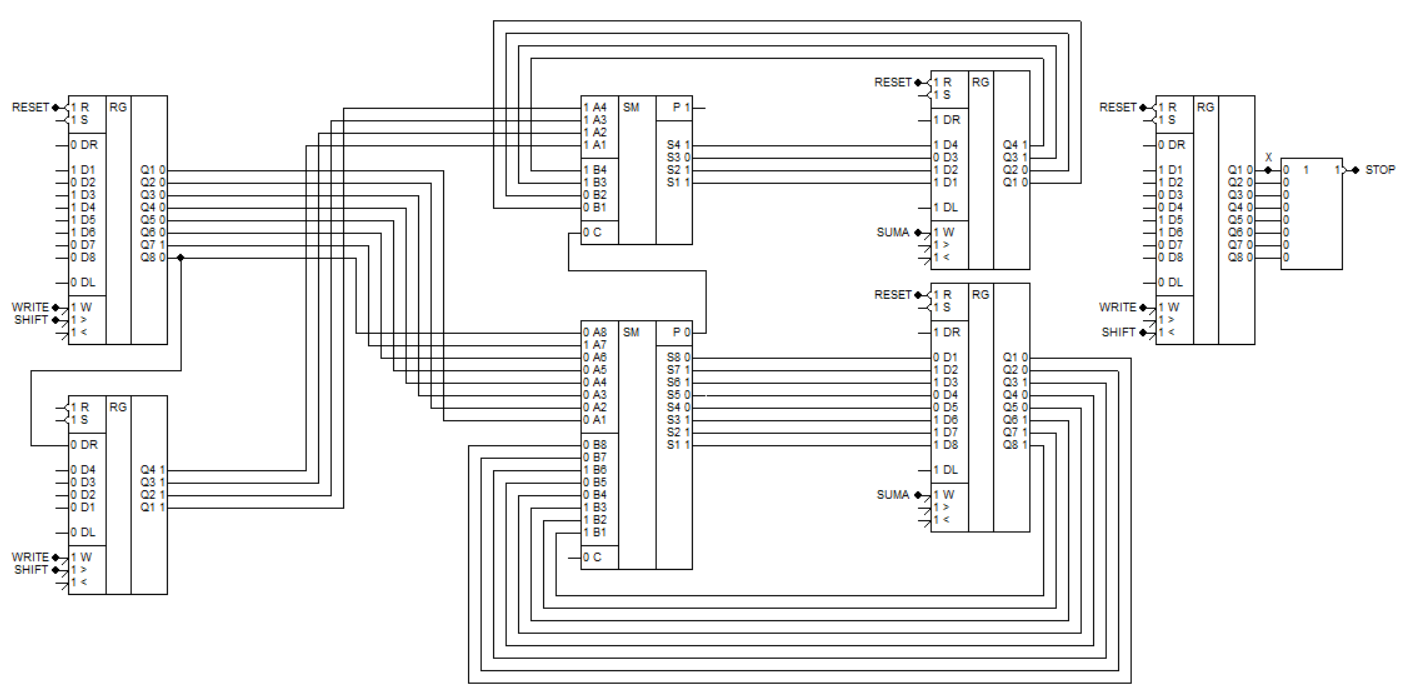 RESET 1 R RG
1 S
0 DR
1 D1 Q1 0
0 D2 Q2 0
1 D3 Q3 0
1 D4 Q4 0
1 D5 Q5 0
1 D6 Q6 0
0 D7 Q7 1
0 D8 Q8 0
0 DL
WRITE 1 W
SHIFT 1 >
1 <
1 R RG
1 S
0 DR
0 D4 Q4 1
0 D3 Q3 1
0 D2 Q2 1
0 D1 Q1 1
0 DL
WRITE 1 W
SHIFT 1 >
1 <
1 A4 SM P 1
1 A3
1 A2
1 A1 S4 1
S3 0
1 B4 S2 1
1 B3 S1 1
0 B2
0 B1
0 C
0 A8 SM P 0
1 A7
0 A6 S8 0
0 A5 S7 1
0 A4 S6 1
0 A3 S5 0
0 A2 S4 0
0 A1 S3 1
S2 1
0 B8 S1 1
0 B7
1 B6
0 B5
0 B4
1 B3
1 B2
1 B1
0 C
RESET 1 R RG
1 S
1 DR
1 D4 Q4 1
0 D3 Q3 1
1 D2 Q2 0
1 D1 Q1 0
1 DL
SUMA 1 W
1 >
1 <
RESET 1 R RG
1 S
1 DR
0 D1 Q1 0
1 D2 Q2 0
1 D3 Q3 1
0 D4 Q4 0
0 D5 Q5 0
1 D6 Q6 1
1 D7 Q7 1
1 D8 Q8 1
1 DL
SUMA 1 W
1 >
1 <
RESET 1 R RG
1 S
0 DR
1 D1 Q1 0 X 0 1 1 STOP
1 D2 Q2 0 0
0 D3 Q3 0 0
0 D4 Q4 0 0
1 D5 Q5 0 0
1 D6 Q6 0 0
0 D7 Q7 0 0
0 D8 Q8 0 0
0 DL
WRITE 1 W
1 >
SHIFT 1 <